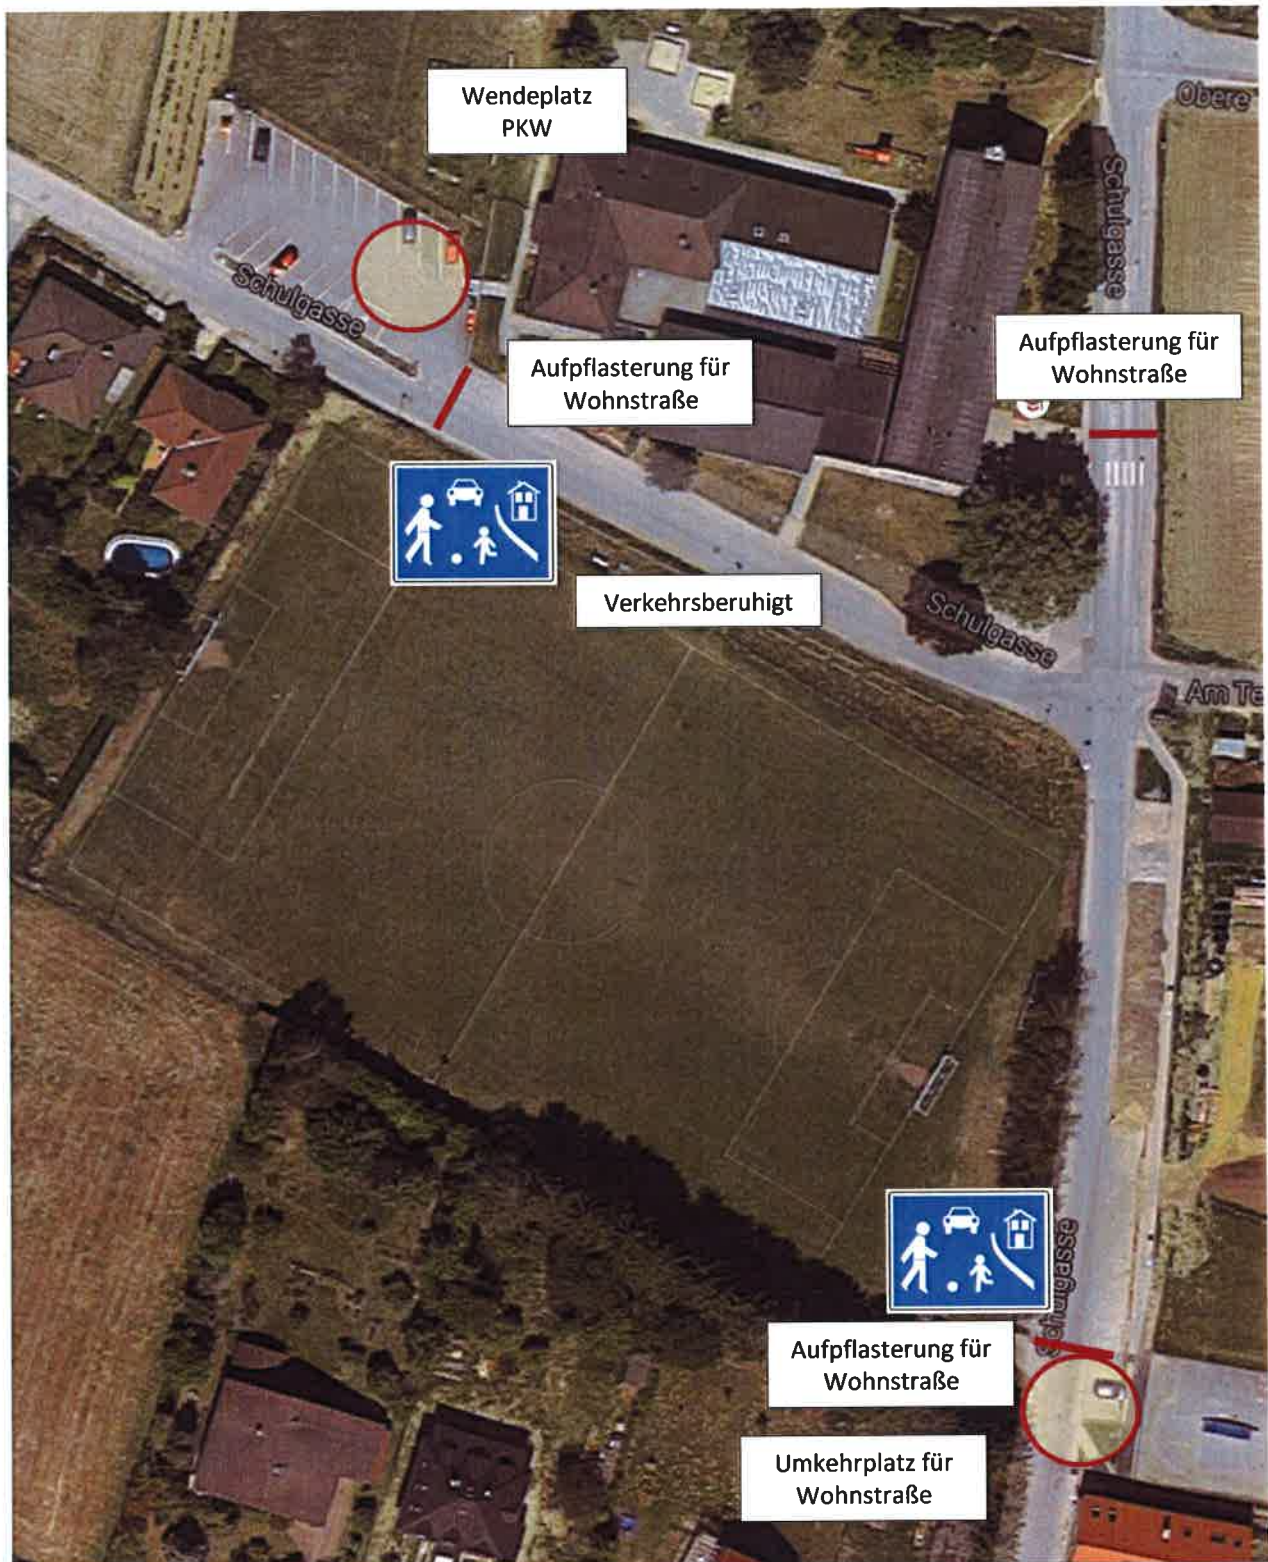 Wendeplatz
PKW
Obere
Schulgasse
Schulgasse
Aufpflasterung für
Wohnstraße
Aufpflasterung für
Wohnstraße
Verkehrsberuhigt
Schulgasse
Am Te
Schulgasse
Aufpflasterung für
Wohnstraße
Umkehrplatz für
Wohnstraße